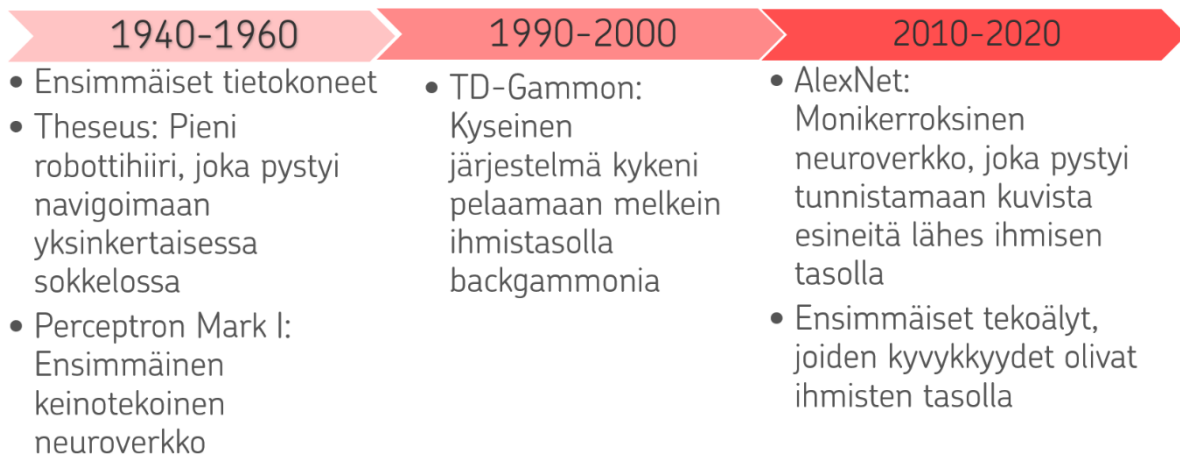 1940-1960
• Ensimmäiset tietokoneet
• Theseus: Pieni
robottihiiri, joka pystyi
navigoimaan
yksinkertaisessa
sokkelossa
• Perceptron Mark I:
Ensimmäinen
keinotekoinen
neuroverkko
1990-2000
• TD-Gammon:
Kyseinen
järjestelmä kykeni
pelaamaan melkein
ihmistasolla
backgammonia
2010-2020
• AlexNet:
Monikerroksinen
neuroverkko, joka pystyi
tunnistamaan kuvista
esineitä lähes ihmisen
tasolla
• Ensimmäiset tekoälyt,
joiden kyvykkyydet olivat
ihmisten tasolla